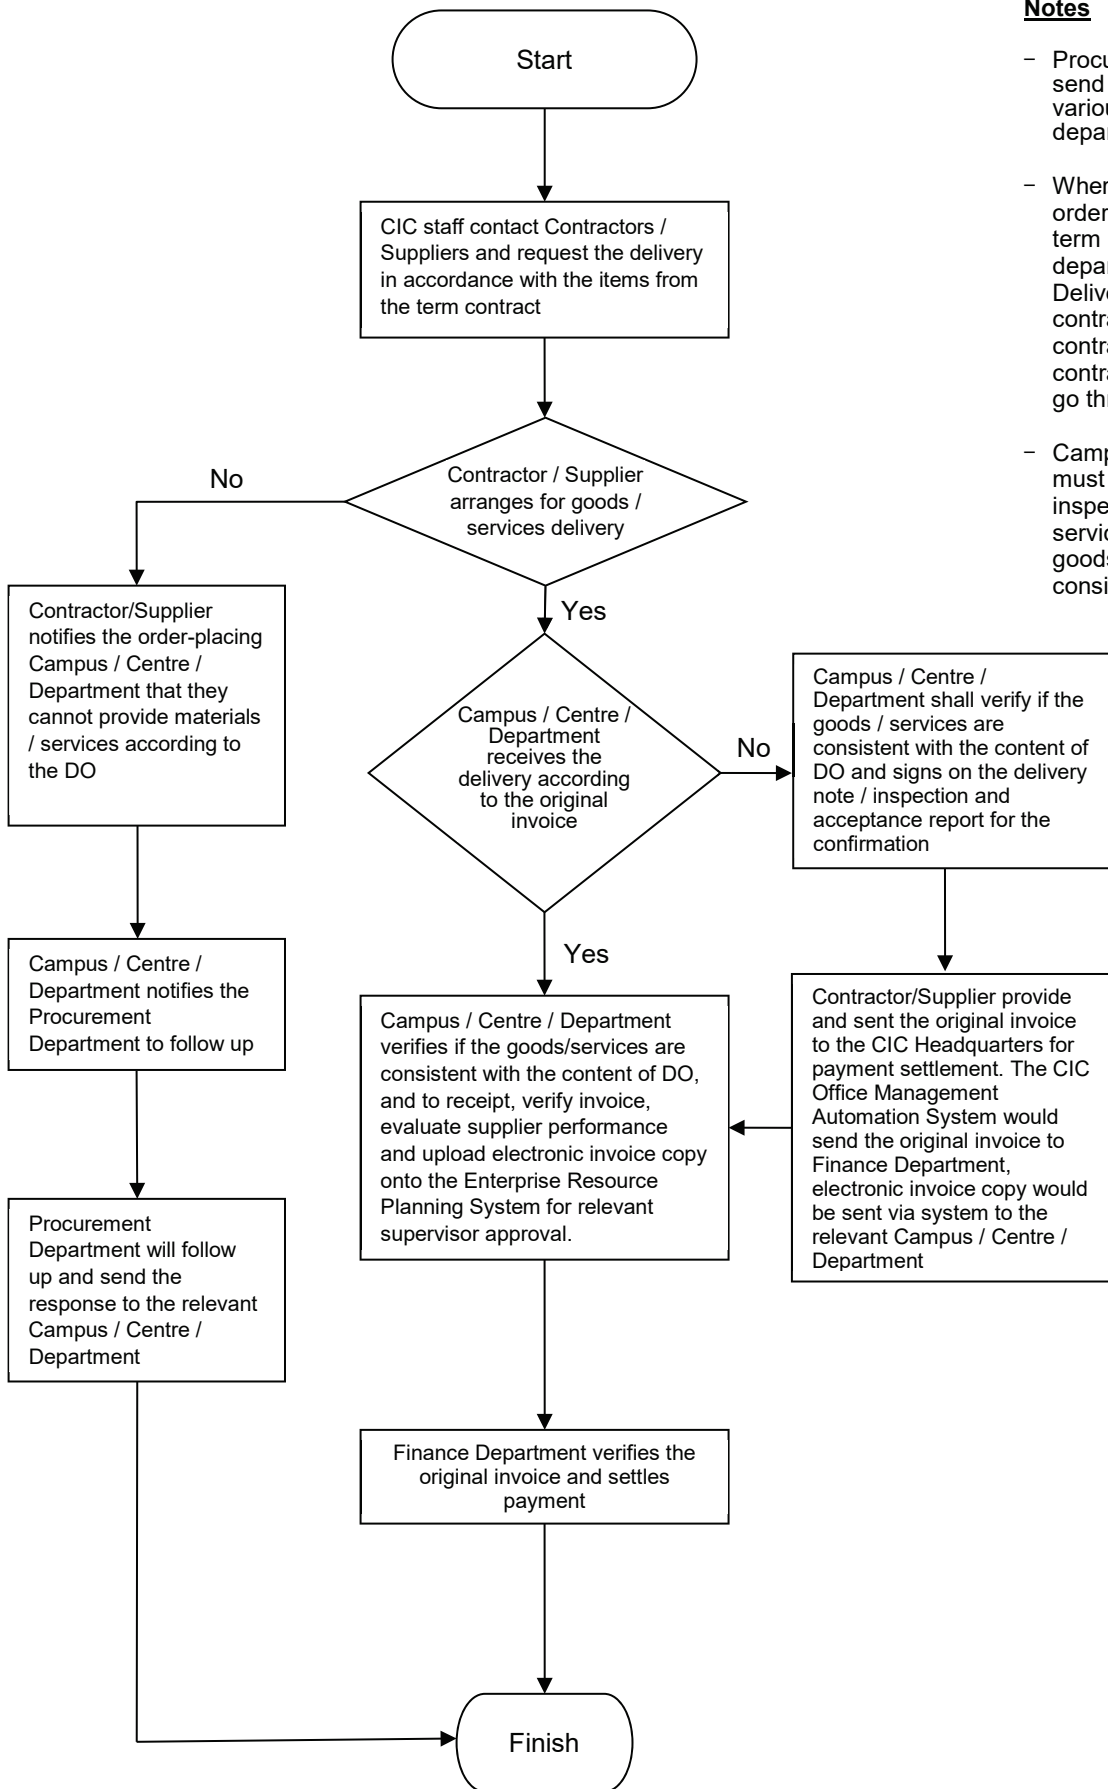 Start
CIC staff contact Contractors /
Suppliers and request the delivery
in accordance with the items from
the term contract
Contractor / Supplier
arranges for goods /
services delivery
No
Yes
Contractor/Supplier
notifies the order-placing
Campus / Centre /
Department that they
cannot provide materials
/ services according to
the DO
Campus / Centre /
Department notifies the
Procurement
Department to follow up
Procurement
Department will follow
up and send the
response to the relevant
Campus / Centre /
Department
Campus / Centre /
Department
receives the
delivery according
to the original
invoice
No
Yes
Campus / Centre /
Department shall verify if the
goods / services are
consistent with the content of
DO and signs on the delivery
note / inspection and
acceptance report for the
confirmation
Contractor/Supplier provide
and sent the original invoice
to the CIC Headquarters for
payment settlement. The CIC
Office Management
Automation System would
send the original invoice to
Finance Department,
electronic invoice copy would
be sent via system to the
relevant Campus / Centre /
Department
Campus / Centre / Department
verifies if the goods/services are
consistent with the content of DO,
and to receipt, verify invoice,
evaluate supplier performance
and upload electronic invoice copy
onto the Enterprise Resource
Planning System for relevant
supervisor approval.
Finance Department verifies the
original invoice and settles
payment
Finish
Notes
− 
send
− 
order
term
− 
must